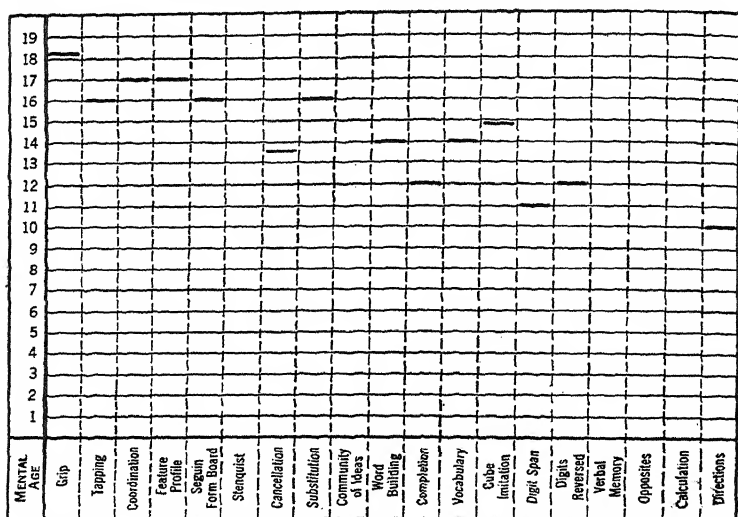 19
18
17
16
15
14
13
12
11
10
9
8
7
6
5
4
3
2
1
MENTAL
AGE
Grip
Tapping
Coordination
Feature
Profile
Seguin
Form Board
Stenquist
Cancellation
Substitution
Community
of Ideas
Word
Building
Completion
Vocabulary
Cube
Imitation
Digit Span
Digits
Reversed
Verbal
Memory
Opposites
Calculation
Directions